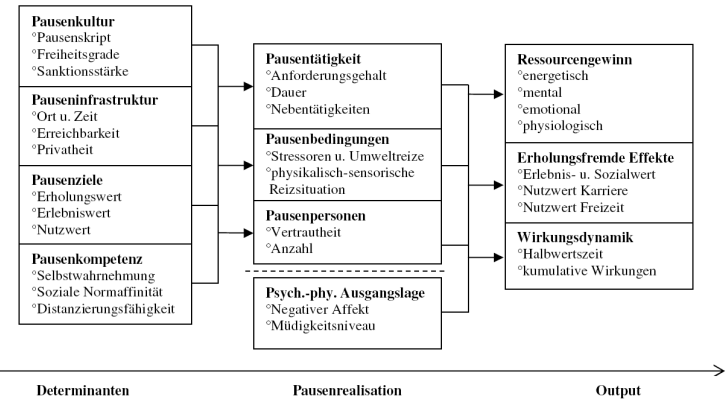 Pausenkultur
°Pausenskript
°Freiheitsgrade
°Sanktionsstärke
Pauseninfrastruktur
°Ort u. Zeit
°Erreichbarkeit
°Privatheit
Pausenziele
°Erholungswert
°Erlebniswert
°Nutzwert
Pausenkompetenz
°Selbstwahrnehmung
°Soziale Normaffinität
°Distanzierungsfähigkeit
Pausentätigkeit
°Anforderungsgehalt
°Dauer
°Nebentätigkeiten
Pausenbedingungen
°Stressoren u. Umweltreize
°physikalisch-sensorische
Reizsituation
Pausenpersonen
°Vertrautheit
°Anzahl
Psych.-phy. Ausgangslage
°Negativer Affekt
°Müdigkeitsniveau
Ressourcengewinn
°energetisch
°mental
°emotional
°physiologisch
Erholungsfremde Effekte
°Erlebnis- u. Sozialwert
°Nutzwert Karriere
°Nutzwert Freizeit
Wirkungsdynamik
°Halbwertszeit
°kumulative Wirkungen
Determinanten
Pausenrealisation
Output